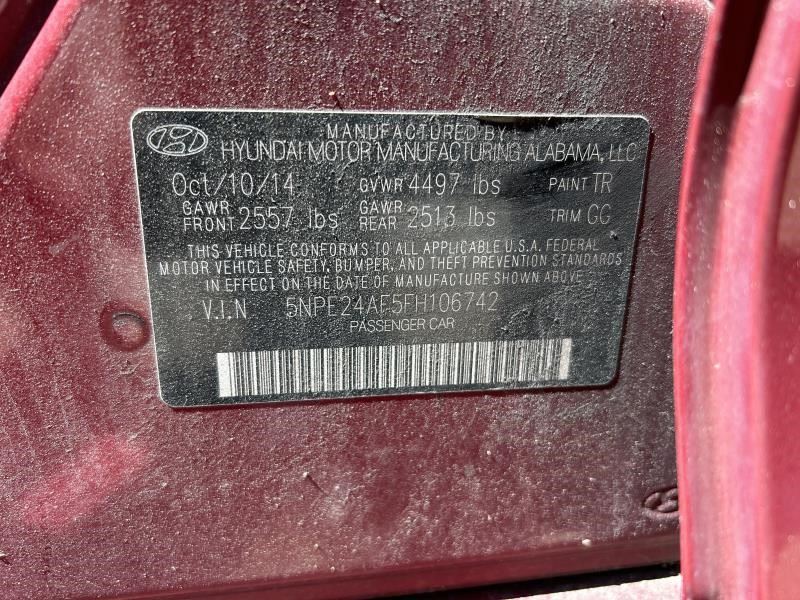 MANUFACTURED BY
HYUNDAI MOTOR MANUFACTURING ALABAMA, LLC
Oct/10/14 GVWR 4497 lbs PAINT TR
GAWR FRONT 2557 lbs GAWR REAR 2513 lbs TRIM GG
THIS VEHICLE CONFORMS TO ALL APPLICABLE U.S.A. FEDERAL
MOTOR VEHICLE SAFETY, BUMPER, AND THEFT PREVENTION STANDARDS
IN EFFECT ON THE DATE OF MANUFACTURE SHOWN ABOVE.
V.I.N. 5NPE24AF5FH106742
PASSENGER CAR